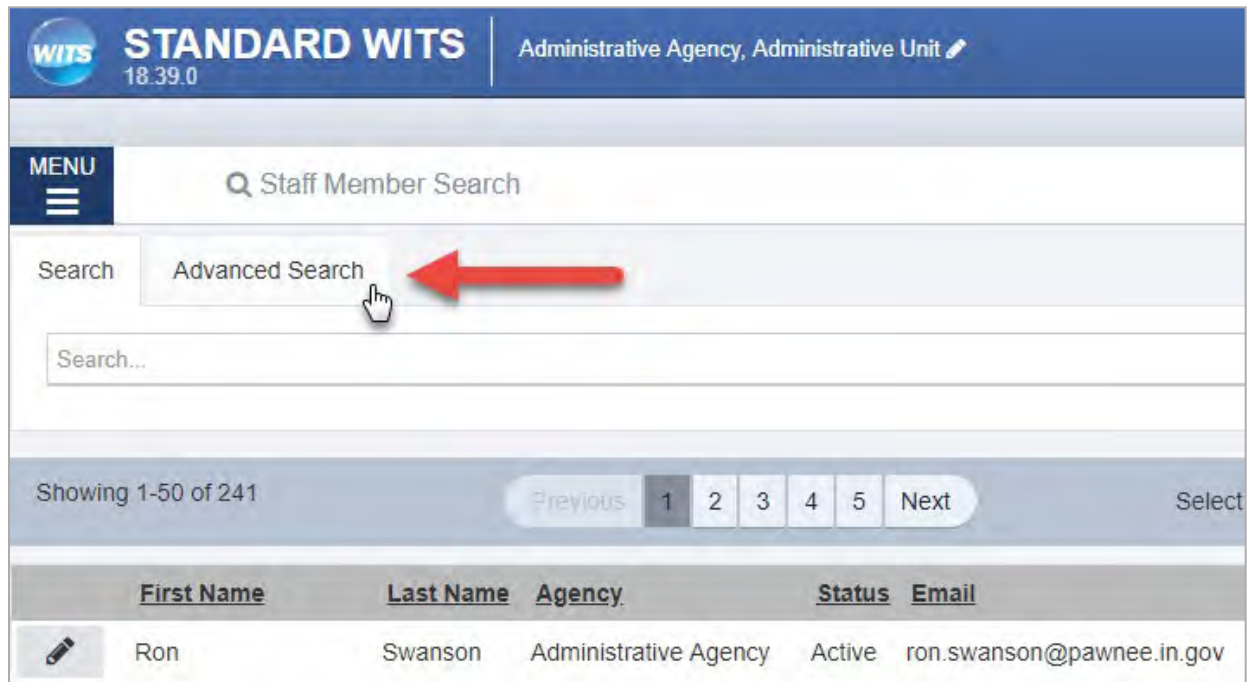 WITS STANDARD WITS Administrative Agency, Administrative Unit
18.39.0
MENU
Staff Member Search
Search Advanced Search
Search...
Showing 1-50 of 241 Previous 1 2 3 4 5 Next Select
First Name Last Name Agency Status Email
Ron Swanson Administrative Agency Active ron.swanson@pawnee.in.gov